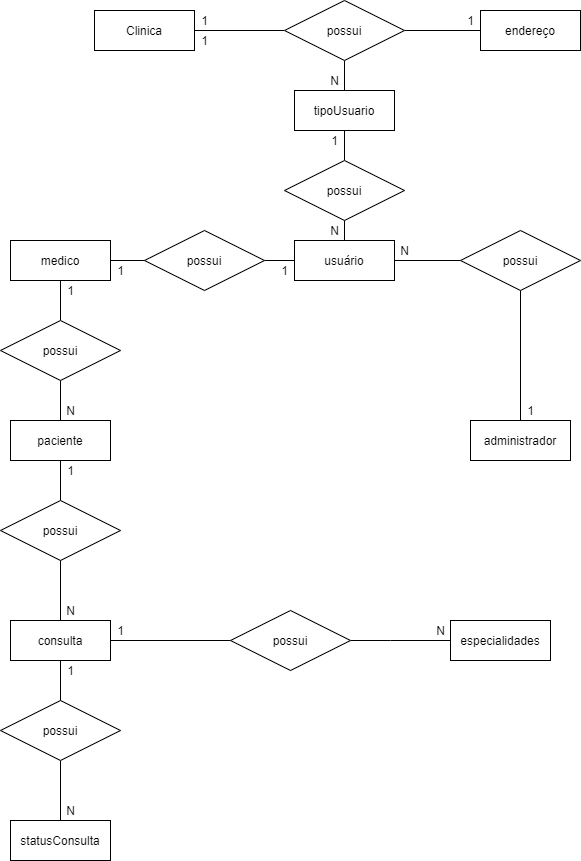 Clinica
1
1
possui
1
endereço
N
tipoUsuario
1
possui
N
medico
1
possui
1
usuário
N
possui
1
possui
N
1
paciente
administrador
1
possui
N
consulta
1
possui
N
especialidades
1
possui
N
statusConsulta